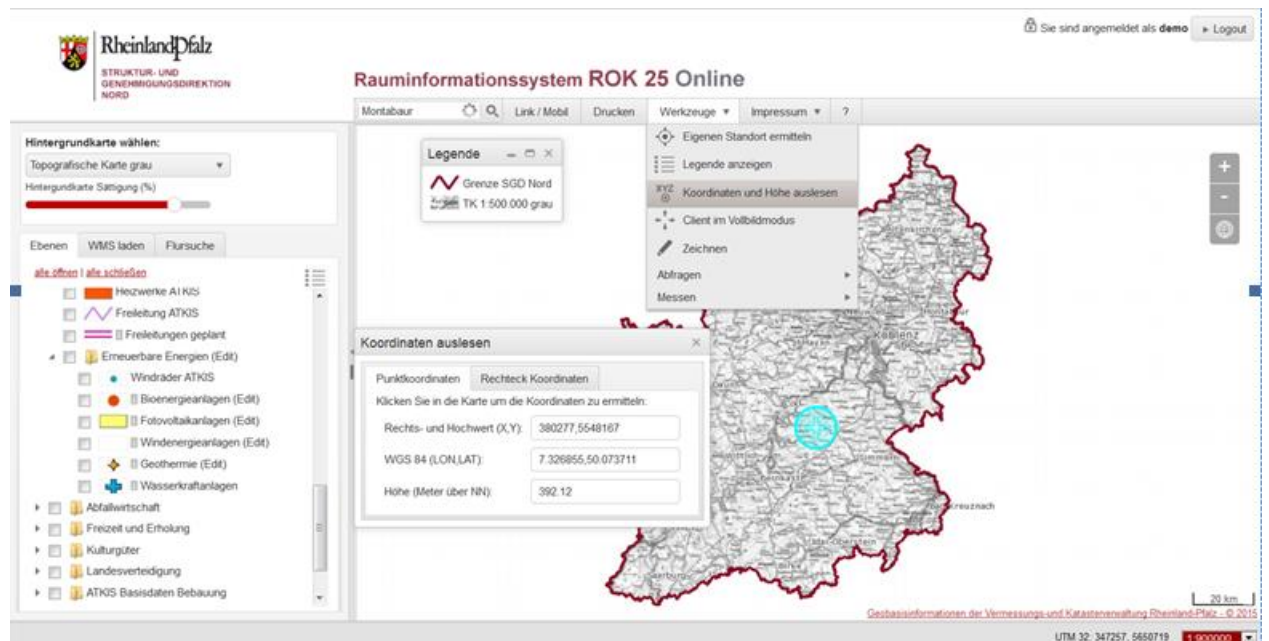 RheinlandPfalz
STRUKTUR- UND
GENEHMIGUNGSDIREKTION
NORD
Sie sind angemeldet als demo
Logout
Rauminformationssystem ROK 25 Online
Montabaur Link / Mobil Drucken Werkzeuge Impressum ?
Hintergrundkarte wählen:
Topografische Karte grau
Hintergundkarte Sättigung (%)
Ebenen WMS laden Flursuche
alle öffnen | alle schließen
Heizwerke ATKIS
Freileitung ATKIS
Freileitungen geplant
Erneuerbare Energien (Edit)
Windräder ATKIS
Bioenergieanlagen (Edit)
Fotovoltaikanlagen (Edit)
Windenergieanlagen (Edit)
Geothermie (Edit)
Wasserkraftanlagen
Abfallwirtschaft
Freizeit und Erholung
Kulturgüter
Landesverteidigung
ATKIS Basisdaten Bebauung
Legende
Grenze SGD Nord
TK 1:500.000 grau
Eigenen Standort ermitteln
Legende anzeigen
XYZ Koordinaten und Höhe auslesen
Client im Vollbildmodus
Zeichnen
Abfragen
Messen
Koordinaten auslesen
Punktkoordinaten Rechteck Koordinaten
Klicken Sie in die Karte um die Koordinaten zu ermitteln:
Rechts- und Hochwert (X,Y): 380277,5548167
WGS 84 (LON,LAT): 7.326855,50.073711
Höhe (Meter über NN): 392.12
Koblenz
20 km
Geobasisinformationen der Vermessungs-und Katasterverwaltung Rheinland-Pfalz - © 2015
UTM 32: 347257, 5650719 1:900000